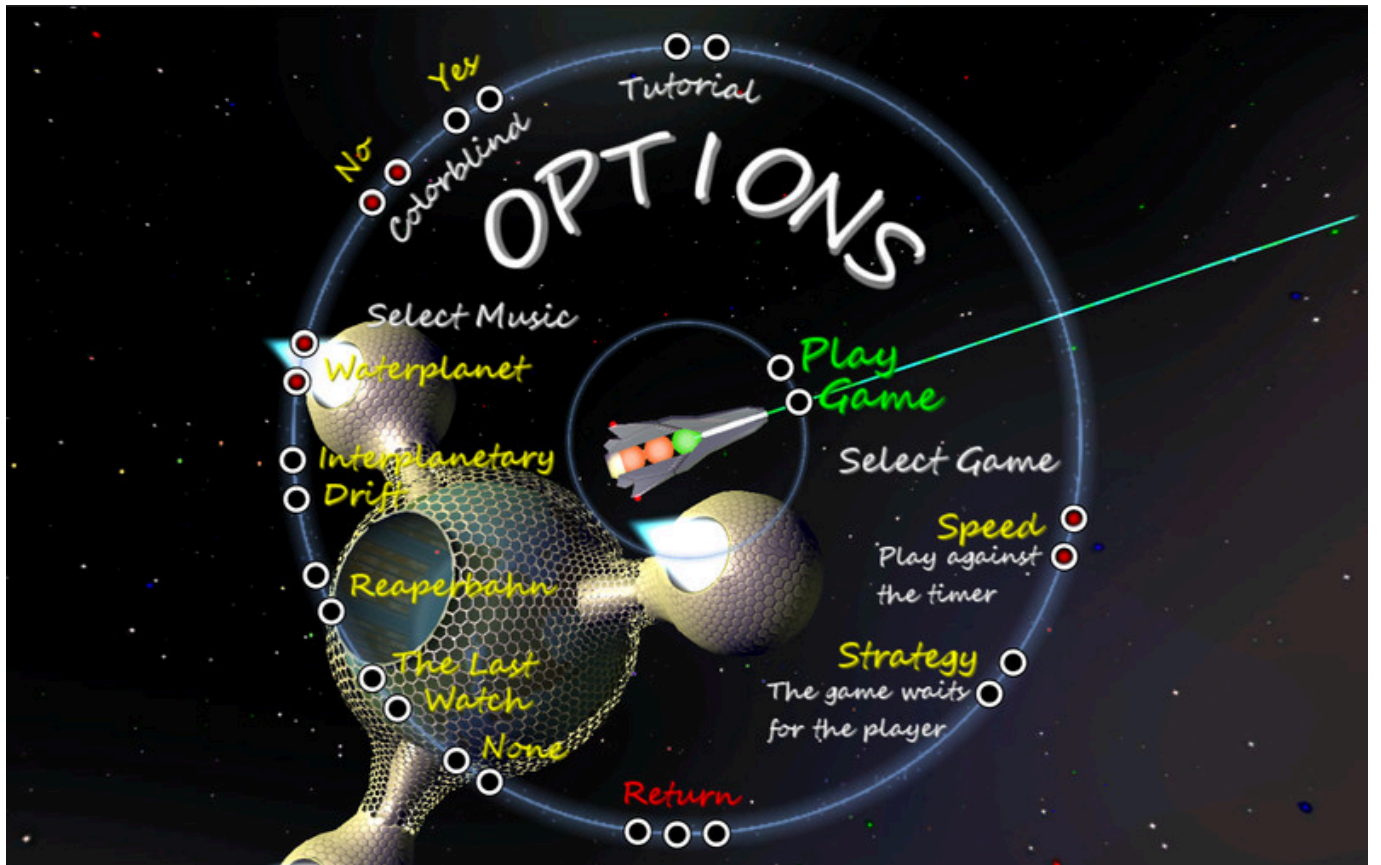 Tutorial
Yes
No
Colorblind
OPTIONS
Select Music
Waterplanet
Interplanetary
Drift
Reaperbahn
The Last
Watch
None
Play
Game
Select Game
Speed
Play against
the timer
Strategy
The game waits
for the player
Return